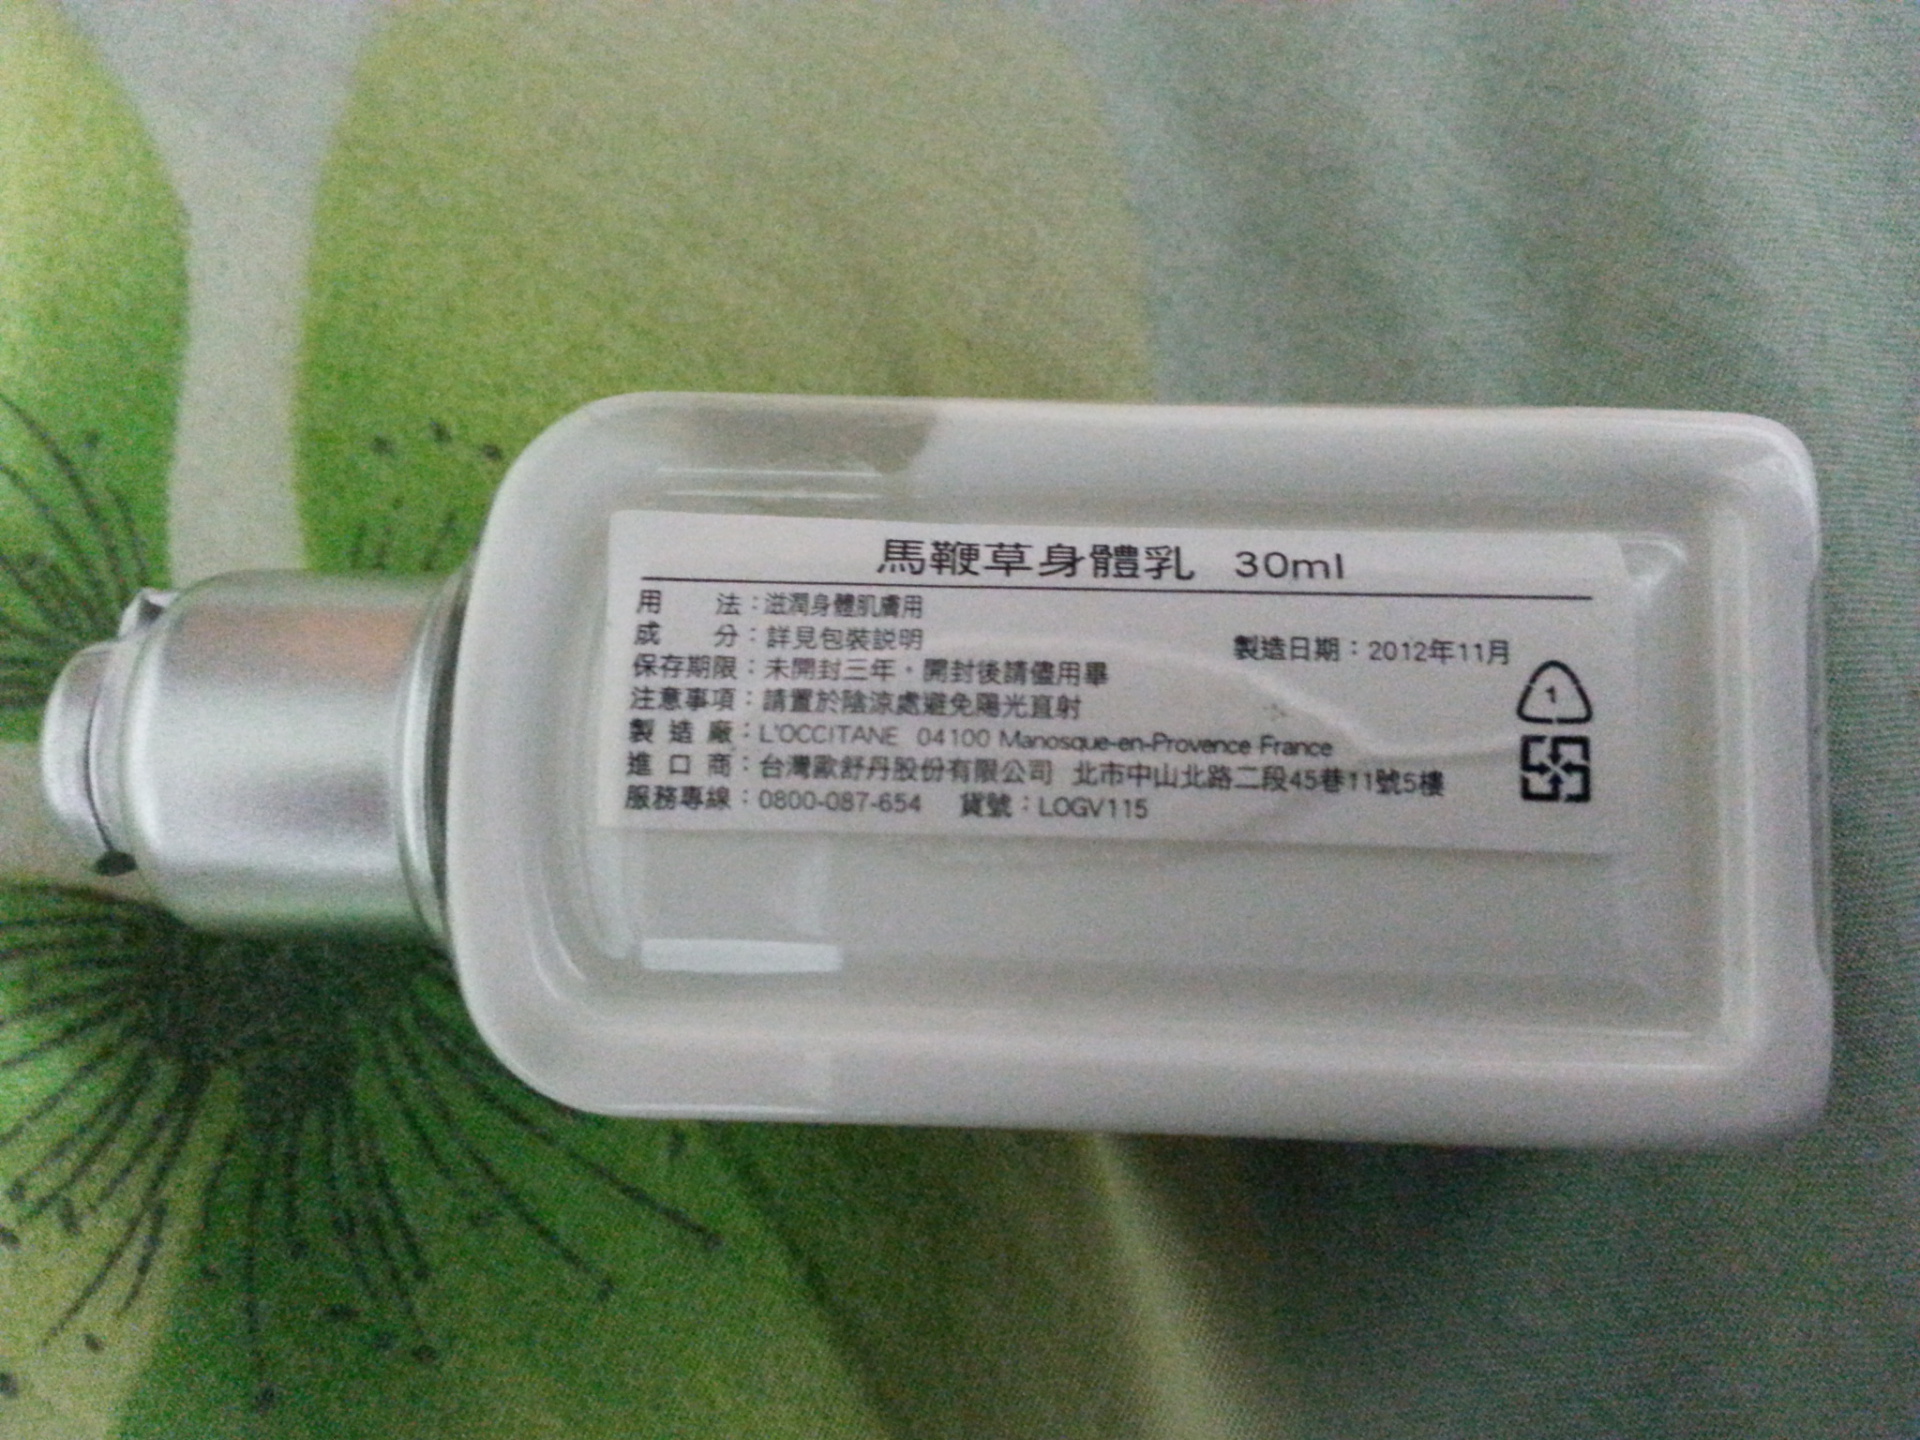 馬鞭草身體乳 30ml
用 法：滋潤身體肌膚用
成 分：詳見包裝説明
製造日期：2012年11月
保存期限：未開封三年，開封後請儘用畢
注意事項：請置於陰涼處避免陽光直射
製 造 廠：L'OCCITANE 04100 Manosque-en-Provence France
進 口 商：台灣歐舒丹股份有限公司 北市中山北路二段45巷11號5樓
服務專線：0800-087-654 貨號：LOGV115
1